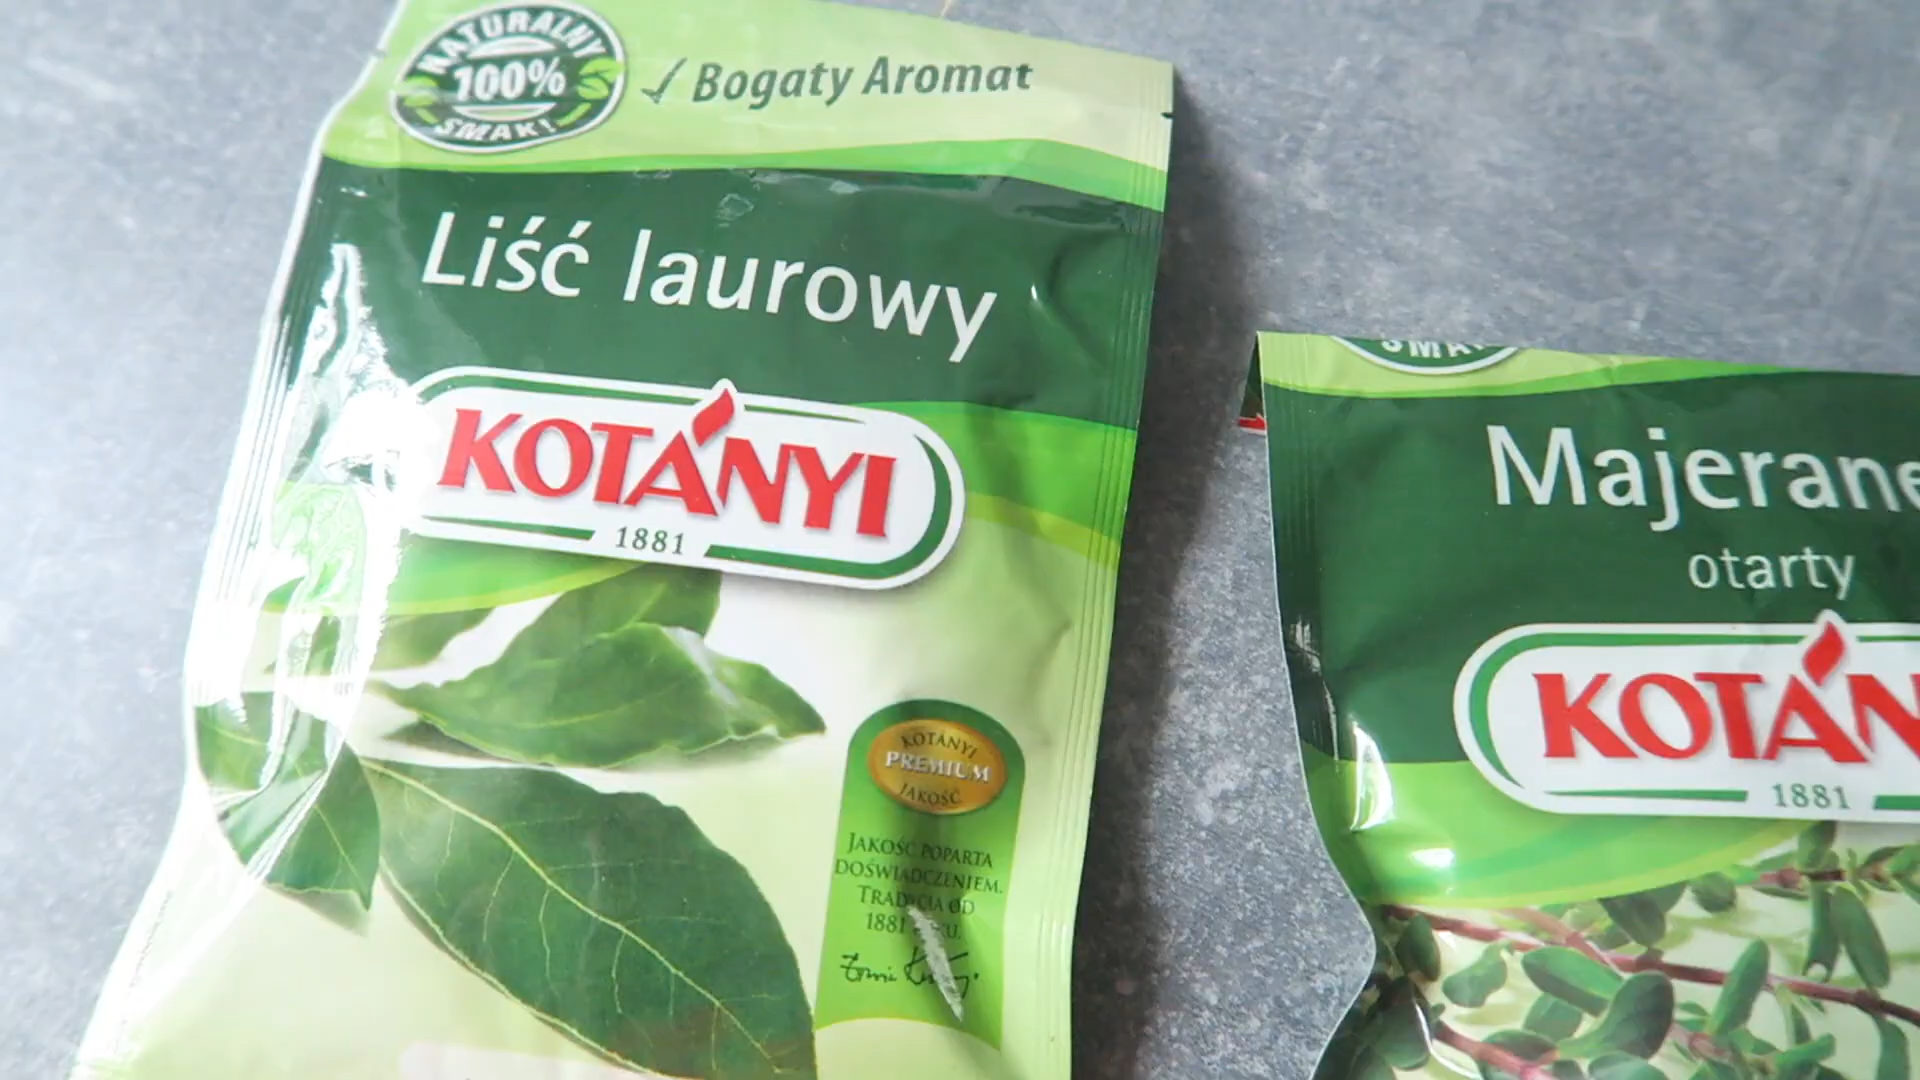 NATURALNY
100%
SMAK!
✓ Bogaty Aromat
Liść laurowy
KOTÁNYI
1881
KOTÁNYI
PREMIUM
JAKOŚĆ
JAKOŚĆ POPARTA
DOŚWIADCZENIEM.
TRADYCJA OD
1881
Majerane
otarty
KOTÁN
1881